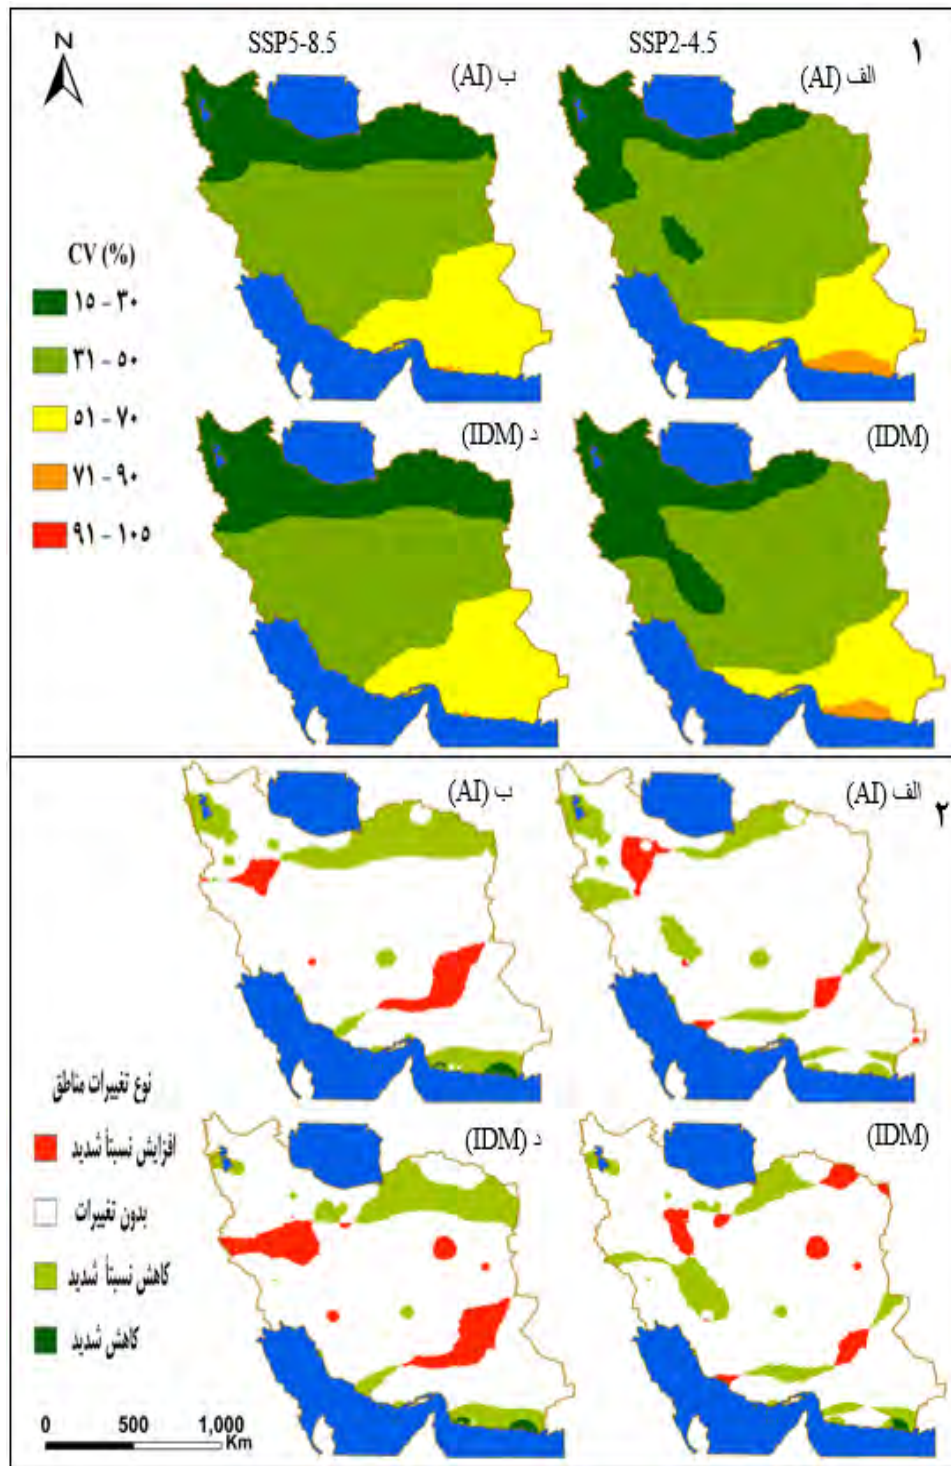 N
SSP5-8.5
SSP2-4.5
۱
ب (AI)
الف (AI)
CV (%)
۱۵ - ۳۰
۳۱ - ۵۰
۵۱ - ۷۰
۷۱ - ۹۰
۹۱ - ۱۰۵
د (IDM)
(IDM)
۲
ب (AI)
الف (AI)
نوع تغییرات مناطق
افزایش نسبتاً شدید
بدون تغییرات
کاهش نسبتاً شدید
کاهش شدید
د (IDM)
(IDM)
0 500 1,000
Km